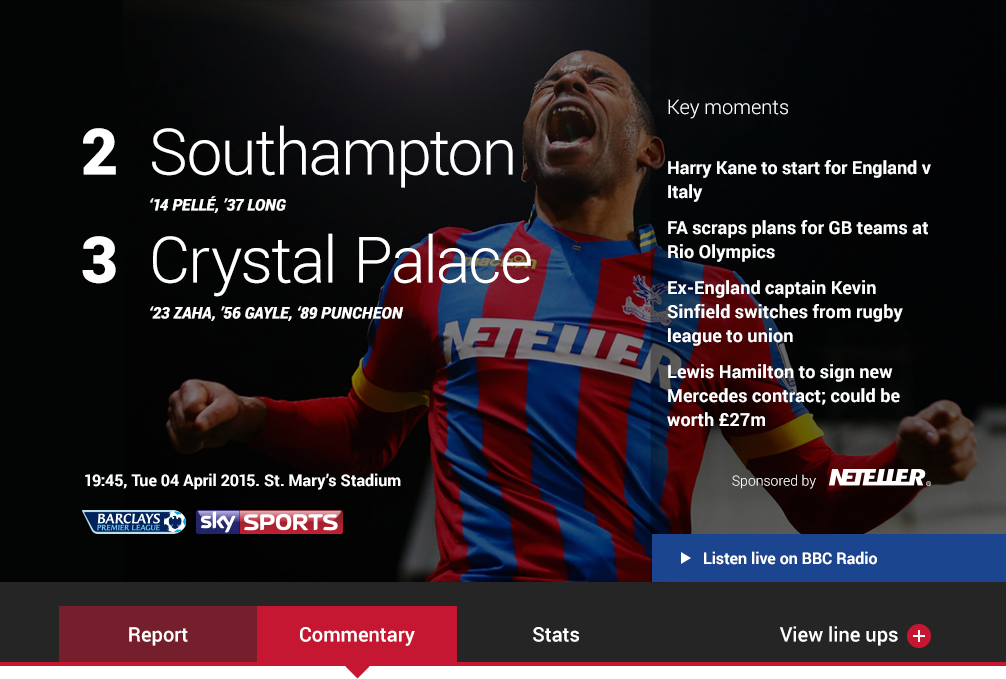 2 Southampton
‘14 PELLÉ, ’37 LONG
3 Crystal Palace
‘23 ZAHA, ’56 GAYLE, ‘89 PUNCHEON
19:45, Tue 04 April 2015. St. Mary’s Stadium
BARCLAYS
PREMIER LEAGUE
sky SPORTS
macron
NETELLER
Key moments
Harry Kane to start for England v
Italy
FA scraps plans for GB teams at
Rio Olympics
Ex-England captain Kevin
Sinfield switches from rugby
league to union
Lewis Hamilton to sign new
Mercedes contract; could be
worth £27m
Sponsored by NETELLER®
Listen live on BBC Radio
Report
Commentary
Stats
View line ups